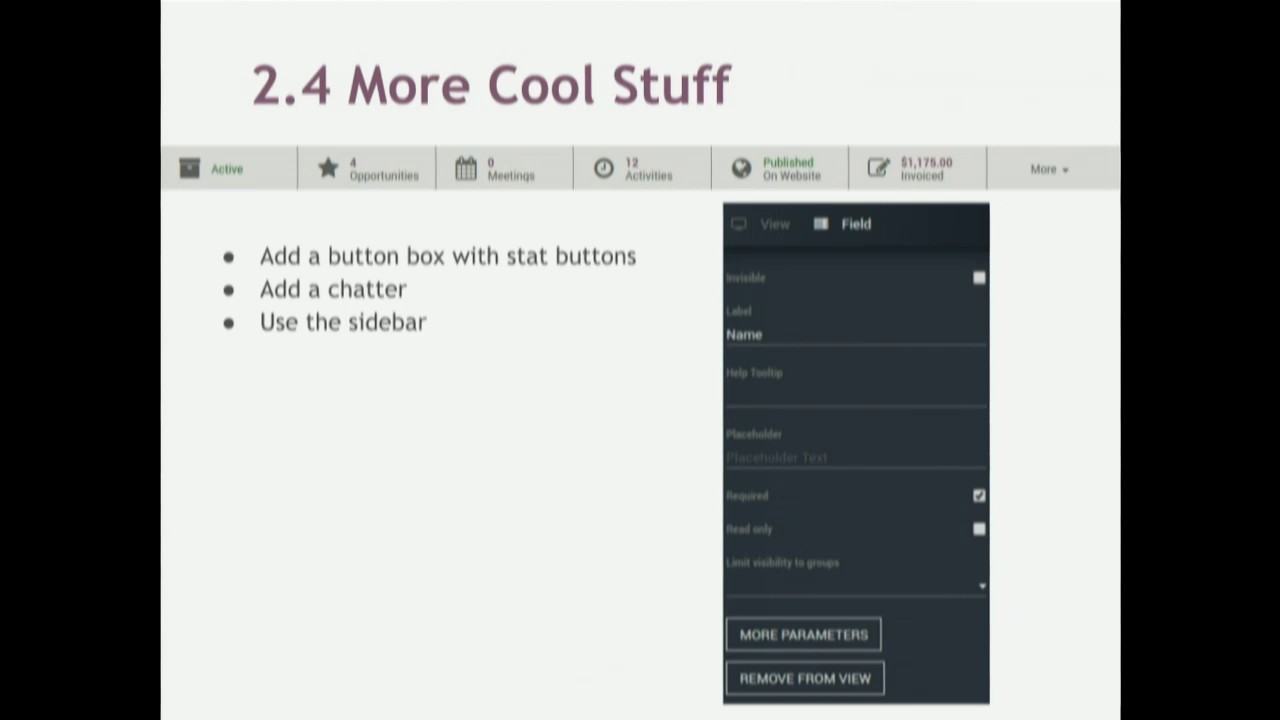 2.4 More Cool Stuff
Active
4
Opportunities
0
Meetings
12
Activities
Published
On Website
$1,175.00
Invoiced
More
Add a button box with stat buttons
Add a chatter
Use the sidebar
View
Field
Invisible
Label
Name
Help Tooltip
Placeholder
Placeholder Text
Required
Read only
Limit visibility to groups
MORE PARAMETERS
REMOVE FROM VIEW